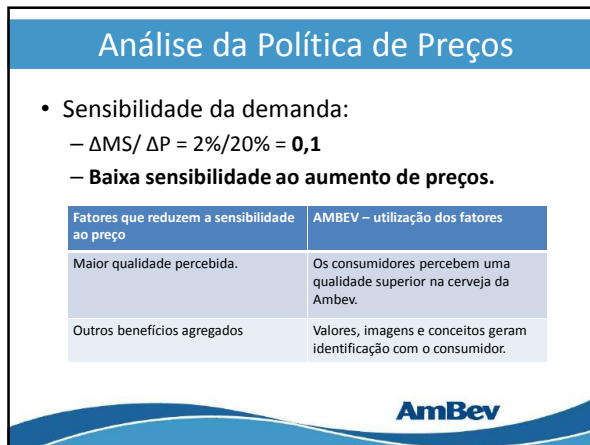 Análise da Política de Preços
• Sensibilidade da demanda:
– ΔMS/ ΔP = 2%/20% = 0,1
– Baixa sensibilidade ao aumento de preços.
Fatores que reduzem a sensibilidade
ao preço
AMBEV – utilização dos fatores
Maior qualidade percebida.
Os consumidores percebem uma
qualidade superior na cerveja da
Ambev.
Outros benefícios agregados
Valores, imagens e conceitos geram
identificação com o consumidor.
AmBev